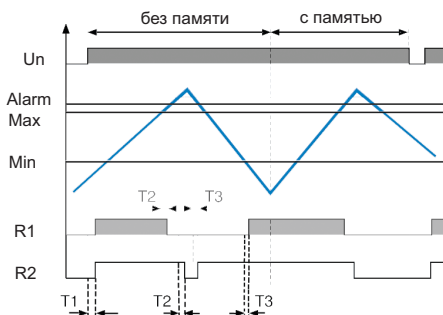 без памяти
с памятью
Un
Alarm
Max
Min
T2
T3
R1
R2
T1
T2
T3